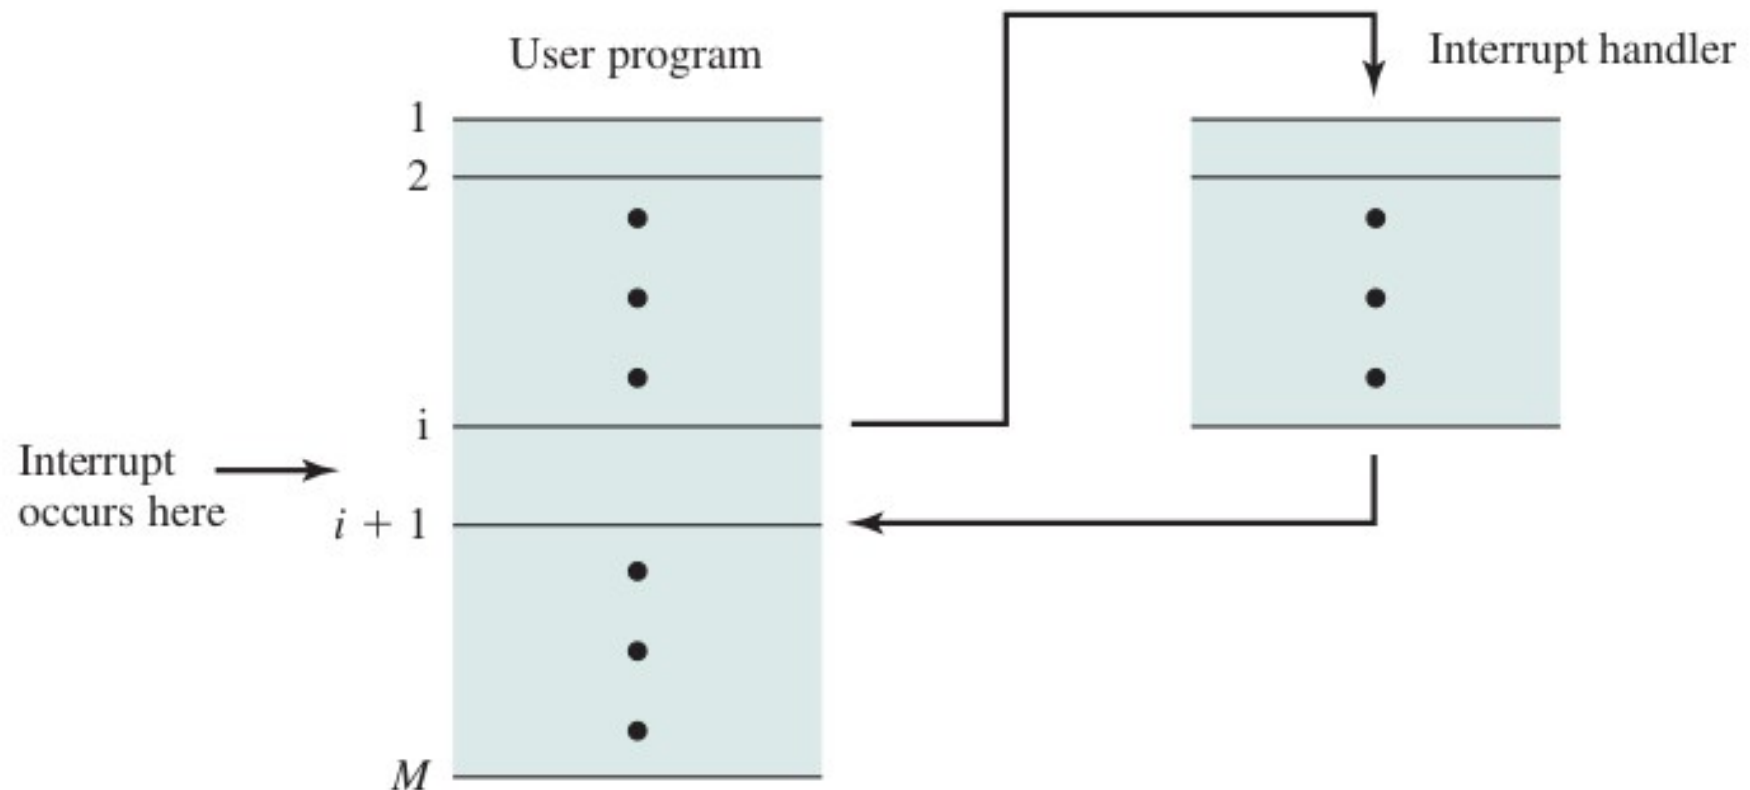 User program
Interrupt handler
1
2
i
Interrupt
occurs here
i + 1
M